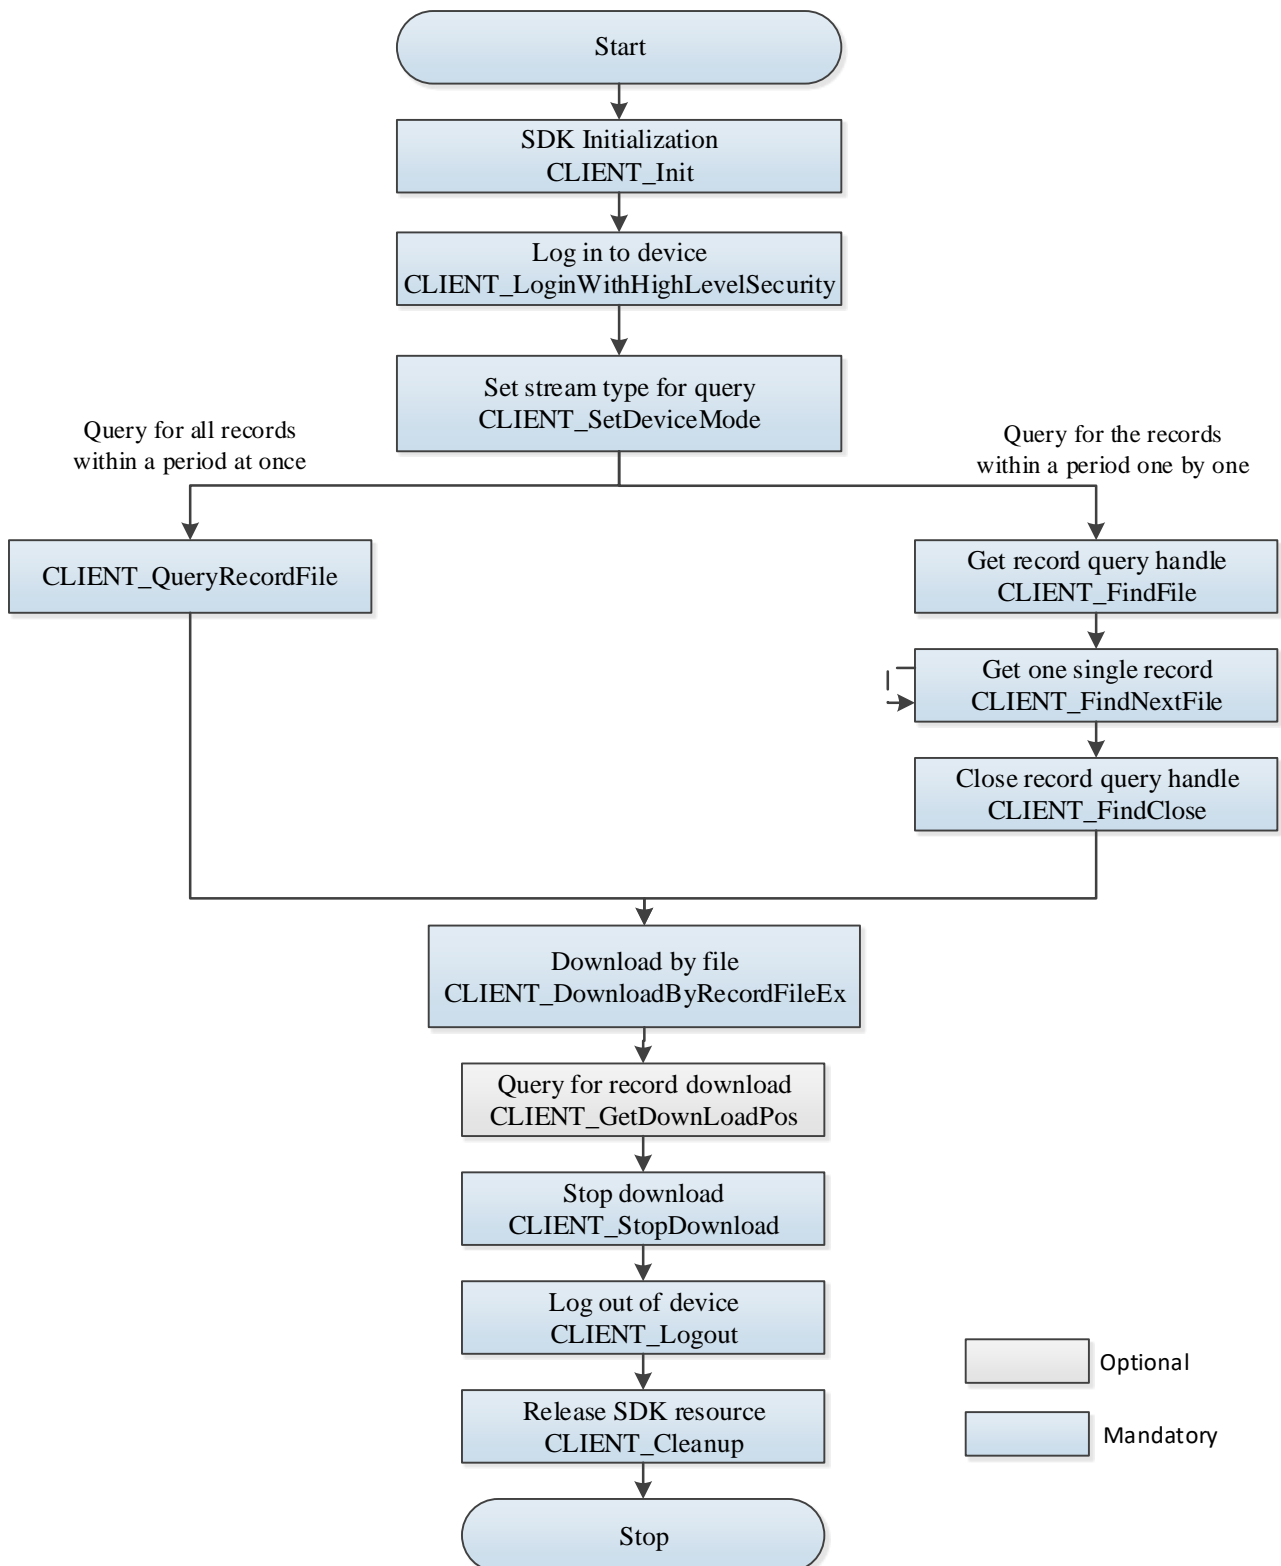 Start
SDK Initialization
CLIENT_Init
Log in to device
CLIENT_LoginWithHighLevelSecurity
Set stream type for query
CLIENT_SetDeviceMode
Query for all records
within a period at once
Query for the records
within a period one by one
CLIENT_QueryRecordFile
Get record query handle
CLIENT_FindFile
Get one single record
CLIENT_FindNextFile
Close record query handle
CLIENT_FindClose
Download by file
CLIENT_DownloadByRecordFileEx
Query for record download
CLIENT_GetDownLoadPos
Stop download
CLIENT_StopDownload
Log out of device
CLIENT_Logout
Release SDK resource
CLIENT_Cleanup
Stop
Optional
Mandatory